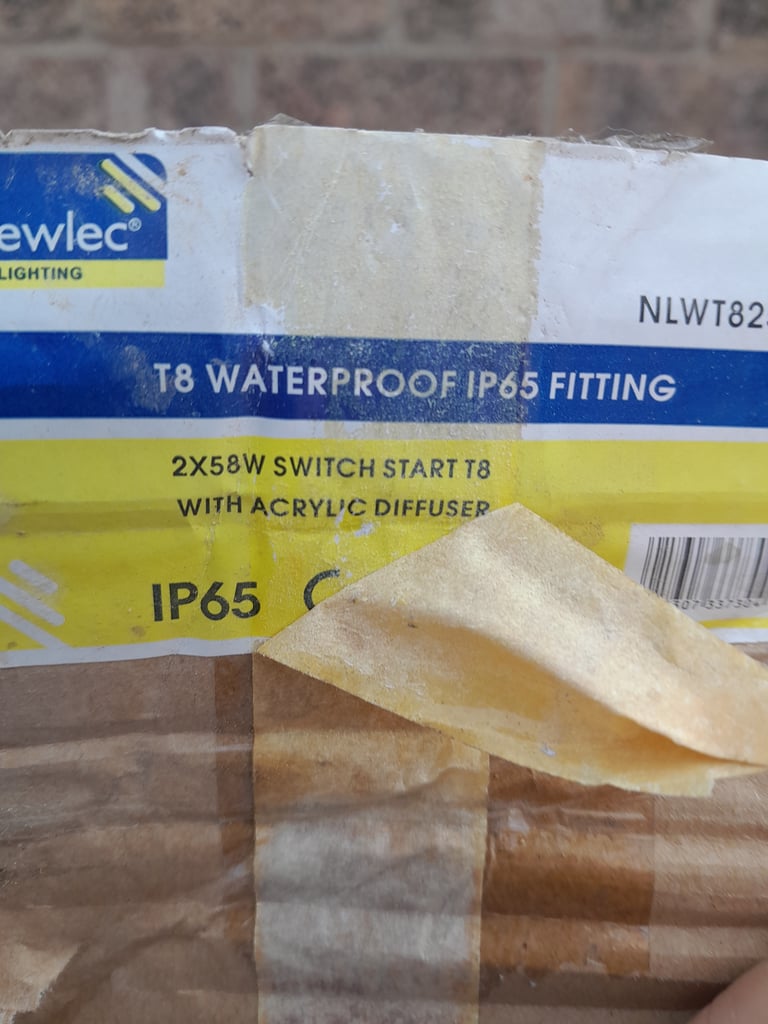 ewlec®
LIGHTING
NLWT82
T8 WATERPROOF IP65 FITTING
2X58W SWITCH START T8
WITH ACRYLIC DIFFUSER
IP65